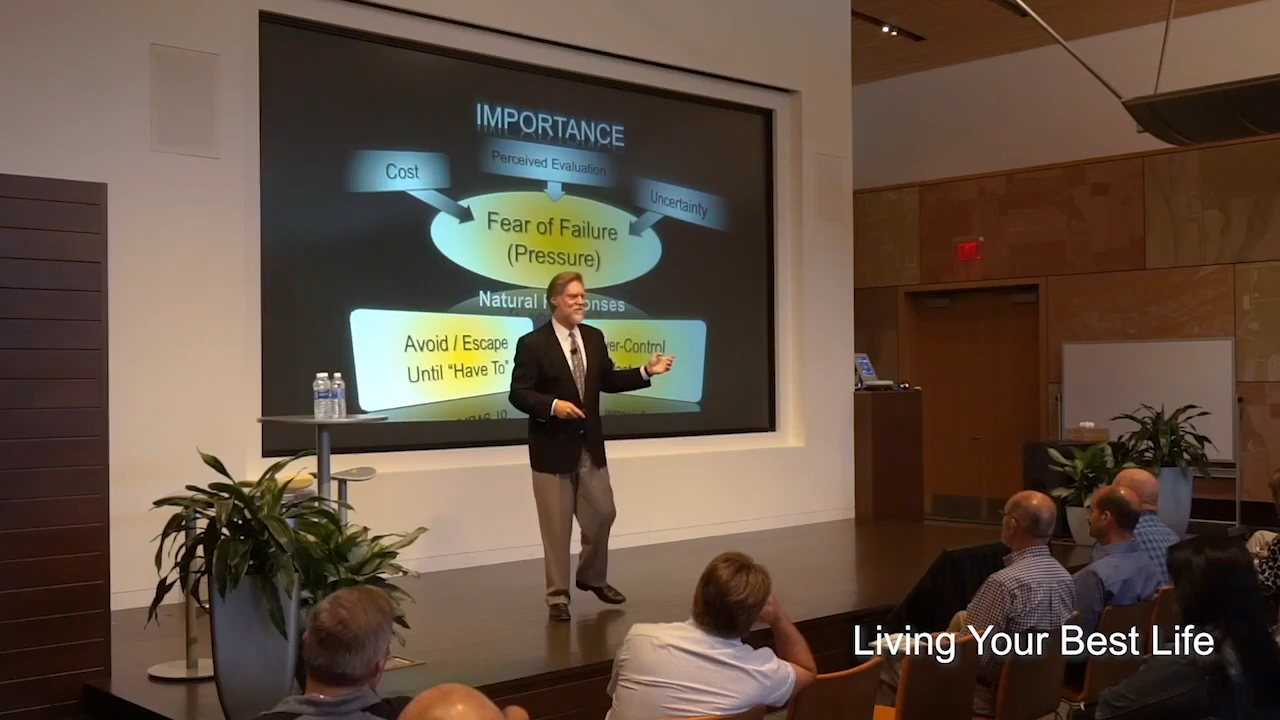 IMPORTANCE
Cost
Perceived Evaluation
Uncertainty
Fear of Failure
(Pressure)
Natural
Avoid / Escape
Until “Have To”
Living Your Best Life